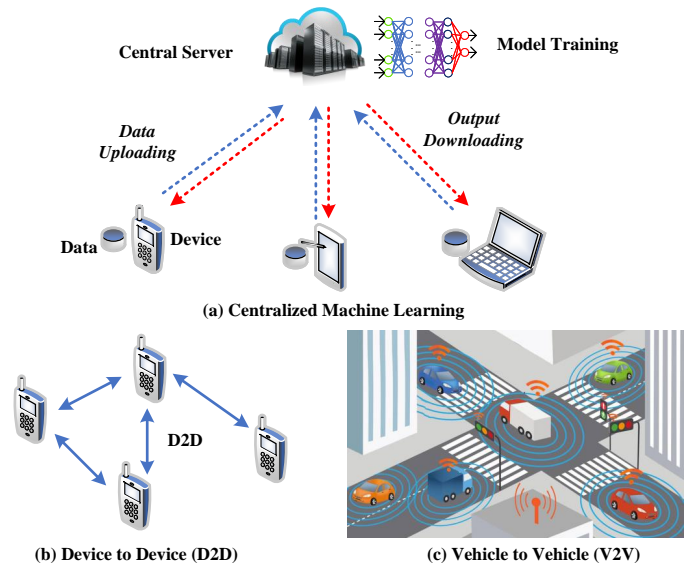 Central Server
Model Training
Data
Uploading
Output
Downloading
Data
Device
(a) Centralized Machine Learning
D2D
(b) Device to Device (D2D)
(c) Vehicle to Vehicle (V2V)